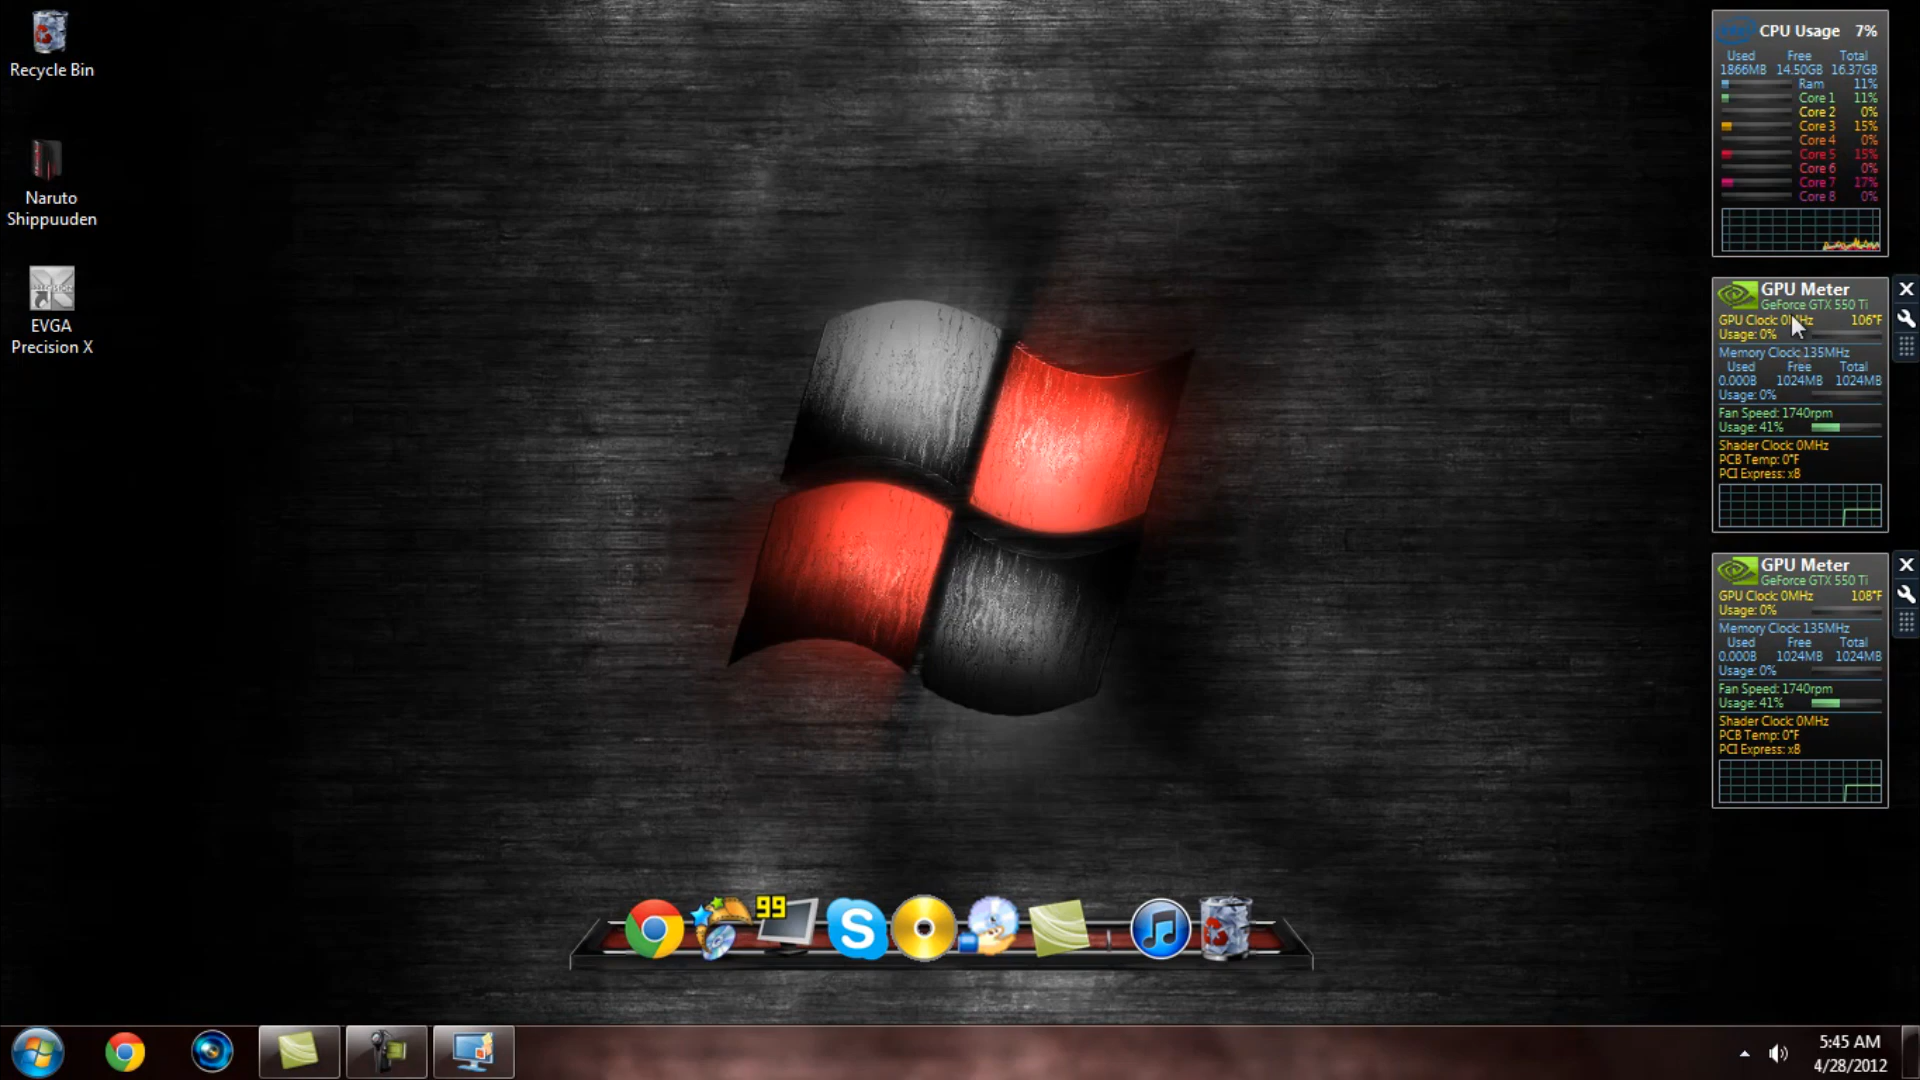 Recycle Bin
Naruto
Shippuuden
EVGA
Precision X
CPU Usage 7%
Used Free Total
1866MB 14.50GB 16.37GB
Ram 11%
Core 1 11%
Core 2 0%
Core 3 15%
Core 4 0%
Core 5 15%
Core 6 0%
Core 7 17%
Core 8 0%
GPU Meter
GeForce GTX 550 Ti
GPU Clock: 0MHz 106°F
Usage: 0%
Memory Clock: 135MHz
Used Free Total
0.000B 1024MB 1024MB
Usage: 0%
Fan Speed: 1740rpm
Usage: 41%
Shader Clock: 0MHz
PCB Temp: 0°F
PCI Express: x8
GPU Meter
GeForce GTX 550 Ti
GPU Clock: 0MHz 108°F
Usage: 0%
Memory Clock: 135MHz
Used Free Total
0.000B 1024MB 1024MB
Usage: 0%
Fan Speed: 1740rpm
Usage: 41%
Shader Clock: 0MHz
PCB Temp: 0°F
PCI Express: x8
99
S
5:45 AM
4/28/2012